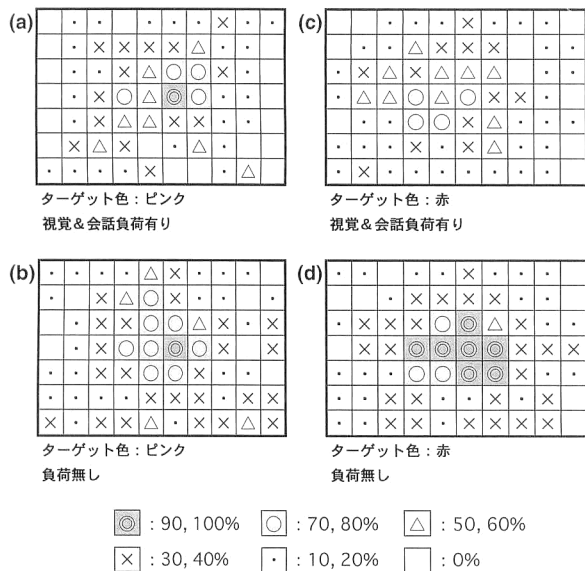 (a)
ターゲット色：ピンク
視覚＆会話負荷有り
(c)
ターゲット色：赤
視覚＆会話負荷有り
(b)
ターゲット色：ピンク
負荷無し
(d)
ターゲット色：赤
負荷無し
◎ : 90, 100% ○ : 70, 80% △ : 50, 60%
× : 30, 40% ・ : 10, 20% : 0%